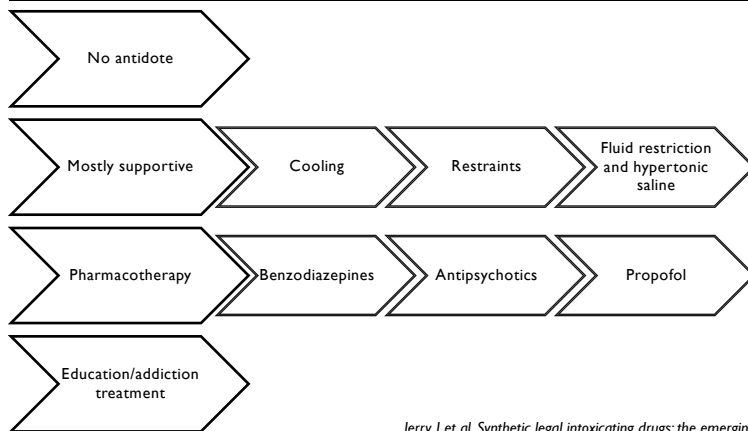 No antidote
Mostly supportive
Cooling
Restraints
Fluid restriction
and hypertonic
saline
Pharmacotherapy
Benzodiazepines
Antipsychotics
Propofol
Education/addiction
treatment
Jerry J et al. Synthetic legal intoxicating drugs: the emerging